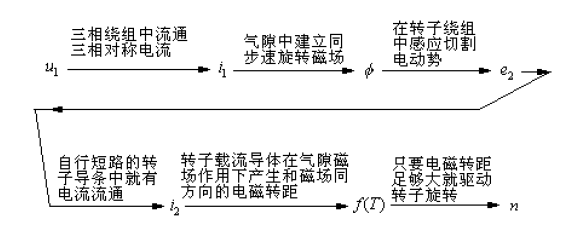 三相绕组中流通
三相对称电流
气隙中建立同
步速旋转磁场
在转子绕组
中感应切割
电动势
u1
i1
ϕ
e2
自行短路的转
子导条中就有
电流流通
转子载流导体在气隙磁
场作用下产生和磁场同
方向的电磁转距
只要电磁转距
足够大就驱动
转子旋转
i2
f(T)
n